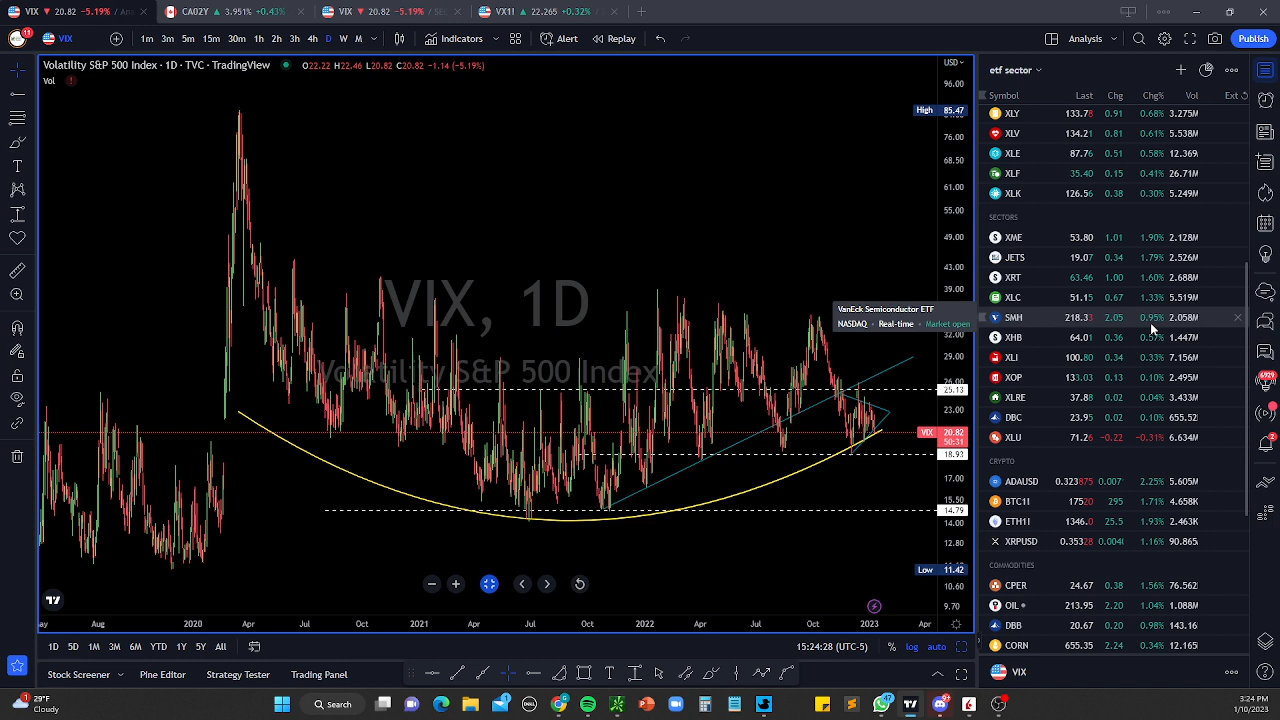 VIX 20.82 -5.19% / Ana
CA02Y 3.951% +0.43%
VIX 20.82 -5.19% / SE
VX1! 22.265 +0.32%
11 VIX 1m 3m 5m 15m 30m 1h 2h 3h 4h D W M Indicators Alert Replay Analysis Publish
Volatility S&P 500 Index · 1D · TVC · TradingView O22.22 H22.46 L20.82 C20.82 -1.14 (-5.19%)
Vol
USD
96.00
High 85.47
76.00
68.50
61.00
55.00
49.00
43.00
39.00
32.00
29.00
26.00
25.13
23.00
VIX 20.82
50:31
18.93
17.00
15.50
14.79
14.00
12.80
Low 11.42
10.60
9.70
VIX, 1D
Volatility S&P 500 Index
VanEck Semiconductor ETF
NASDAQ • Real-time • Market open
Aug 2020 Apr Jul Oct 2021 Apr Jul Oct 2022 Apr Jul Oct 2023 Apr
1D 5D 1M 3M 6M YTD 1Y 5Y All
15:24:28 (UTC-5) % log auto
Stock Screener Pine Editor Strategy Tester
etf sector
Symbol Last Chg Chg% Vol Ext
XLY 133.78 0.91 0.68% 3.275M
XLV 134.21 0.81 0.61% 5.538M
XLE 87.76 0.51 0.58% 12.369
XLF 35.40 0.15 0.41% 26.71M
XLK 126.56 0.38 0.30% 5.249M
SECTORS
XME 53.80 1.01 1.90% 2.128M
JETS 19.07 0.34 1.79% 2.526M
XRT 63.46 1.00 1.60% 2.688M
XLC 51.15 0.67 1.33% 5.519M
SMH 218.33 2.05 0.95% 2.058M
XHB 64.01 0.36 0.57% 1.447M
XLI 100.80 0.34 0.33% 7.156M
XOP 133.03 0.13 0.10% 2.495M
XLRE 37.88 0.02 0.04% 3.433M
DBC 23.95 0.02 0.10% 655.52
XLU 71.26 -0.22 -0.31% 6.634M
CRYPTO
ADAUSD 0.323875 0.007 2.25% 5.605M
BTC1! 17520 295 1.71% 4.658K
ETH1! 1346.0 25.5 1.93% 2.463K
XRPUSD 0.35328 0.004 1.16% 90.865
COMMODITIES
CPER 24.67 0.38 1.56% 76.562
OIL 213.95 2.20 1.04% 1.088M
DBB 20.67 0.20 0.98% 143.16
CORN 655.35 2.24 0.34% 12.165
VIX
29°F
Cloudy
Search
3:24 PM
1/10/2023